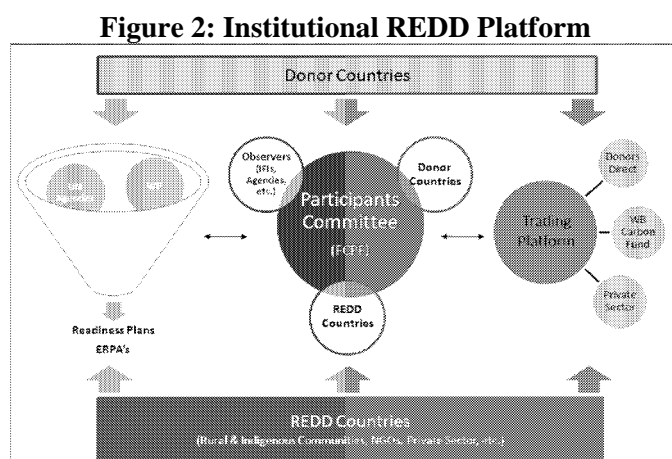 Figure 2: Institutional REDD Platform
Donor Countries
Observers
(IFIs,
Agencies,
etc.)
Donor
Countries
Participants
Committee
(FCPF)
REDD
Countries
Agencies
Trading
Platform
Donors
Direct
WB
Carbon
Fund
Private
Sector
Readiness Plans
ERPA's
REDD Countries
(Rural & Indigenous Communities, NGOs, Private Sector, etc.)